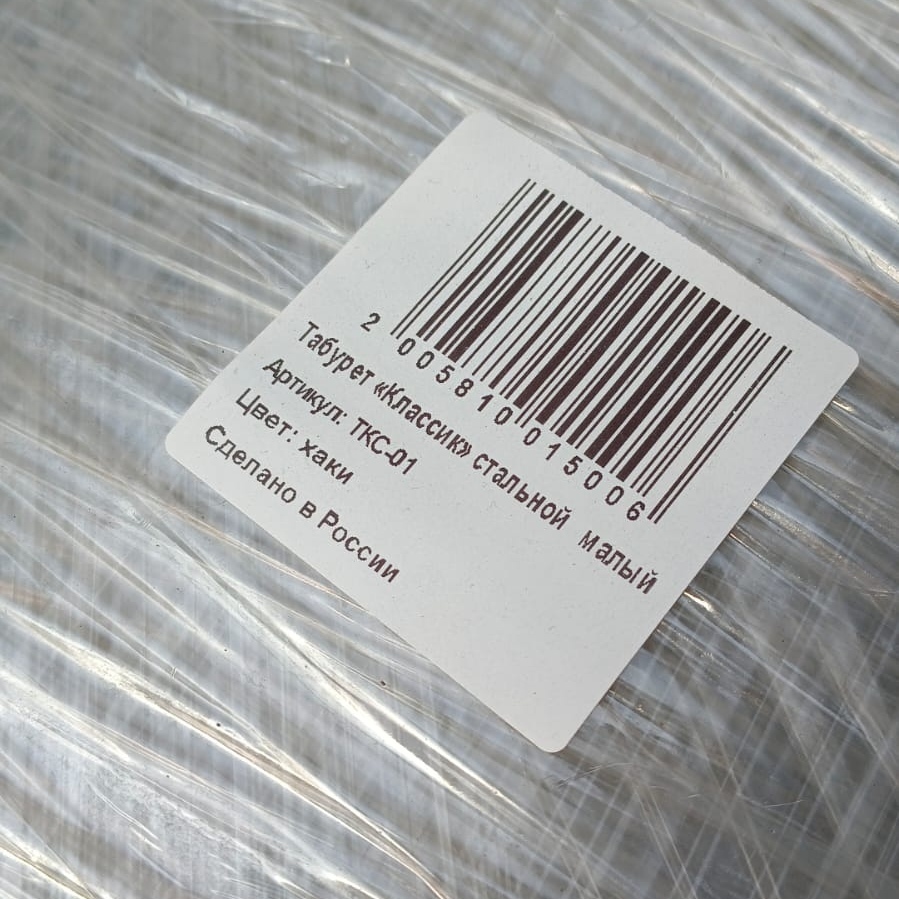 2 005810 015006
Табурет «Классик» стальной малый
Артикул: ТКС-01
Цвет: хаки
Сделано в России